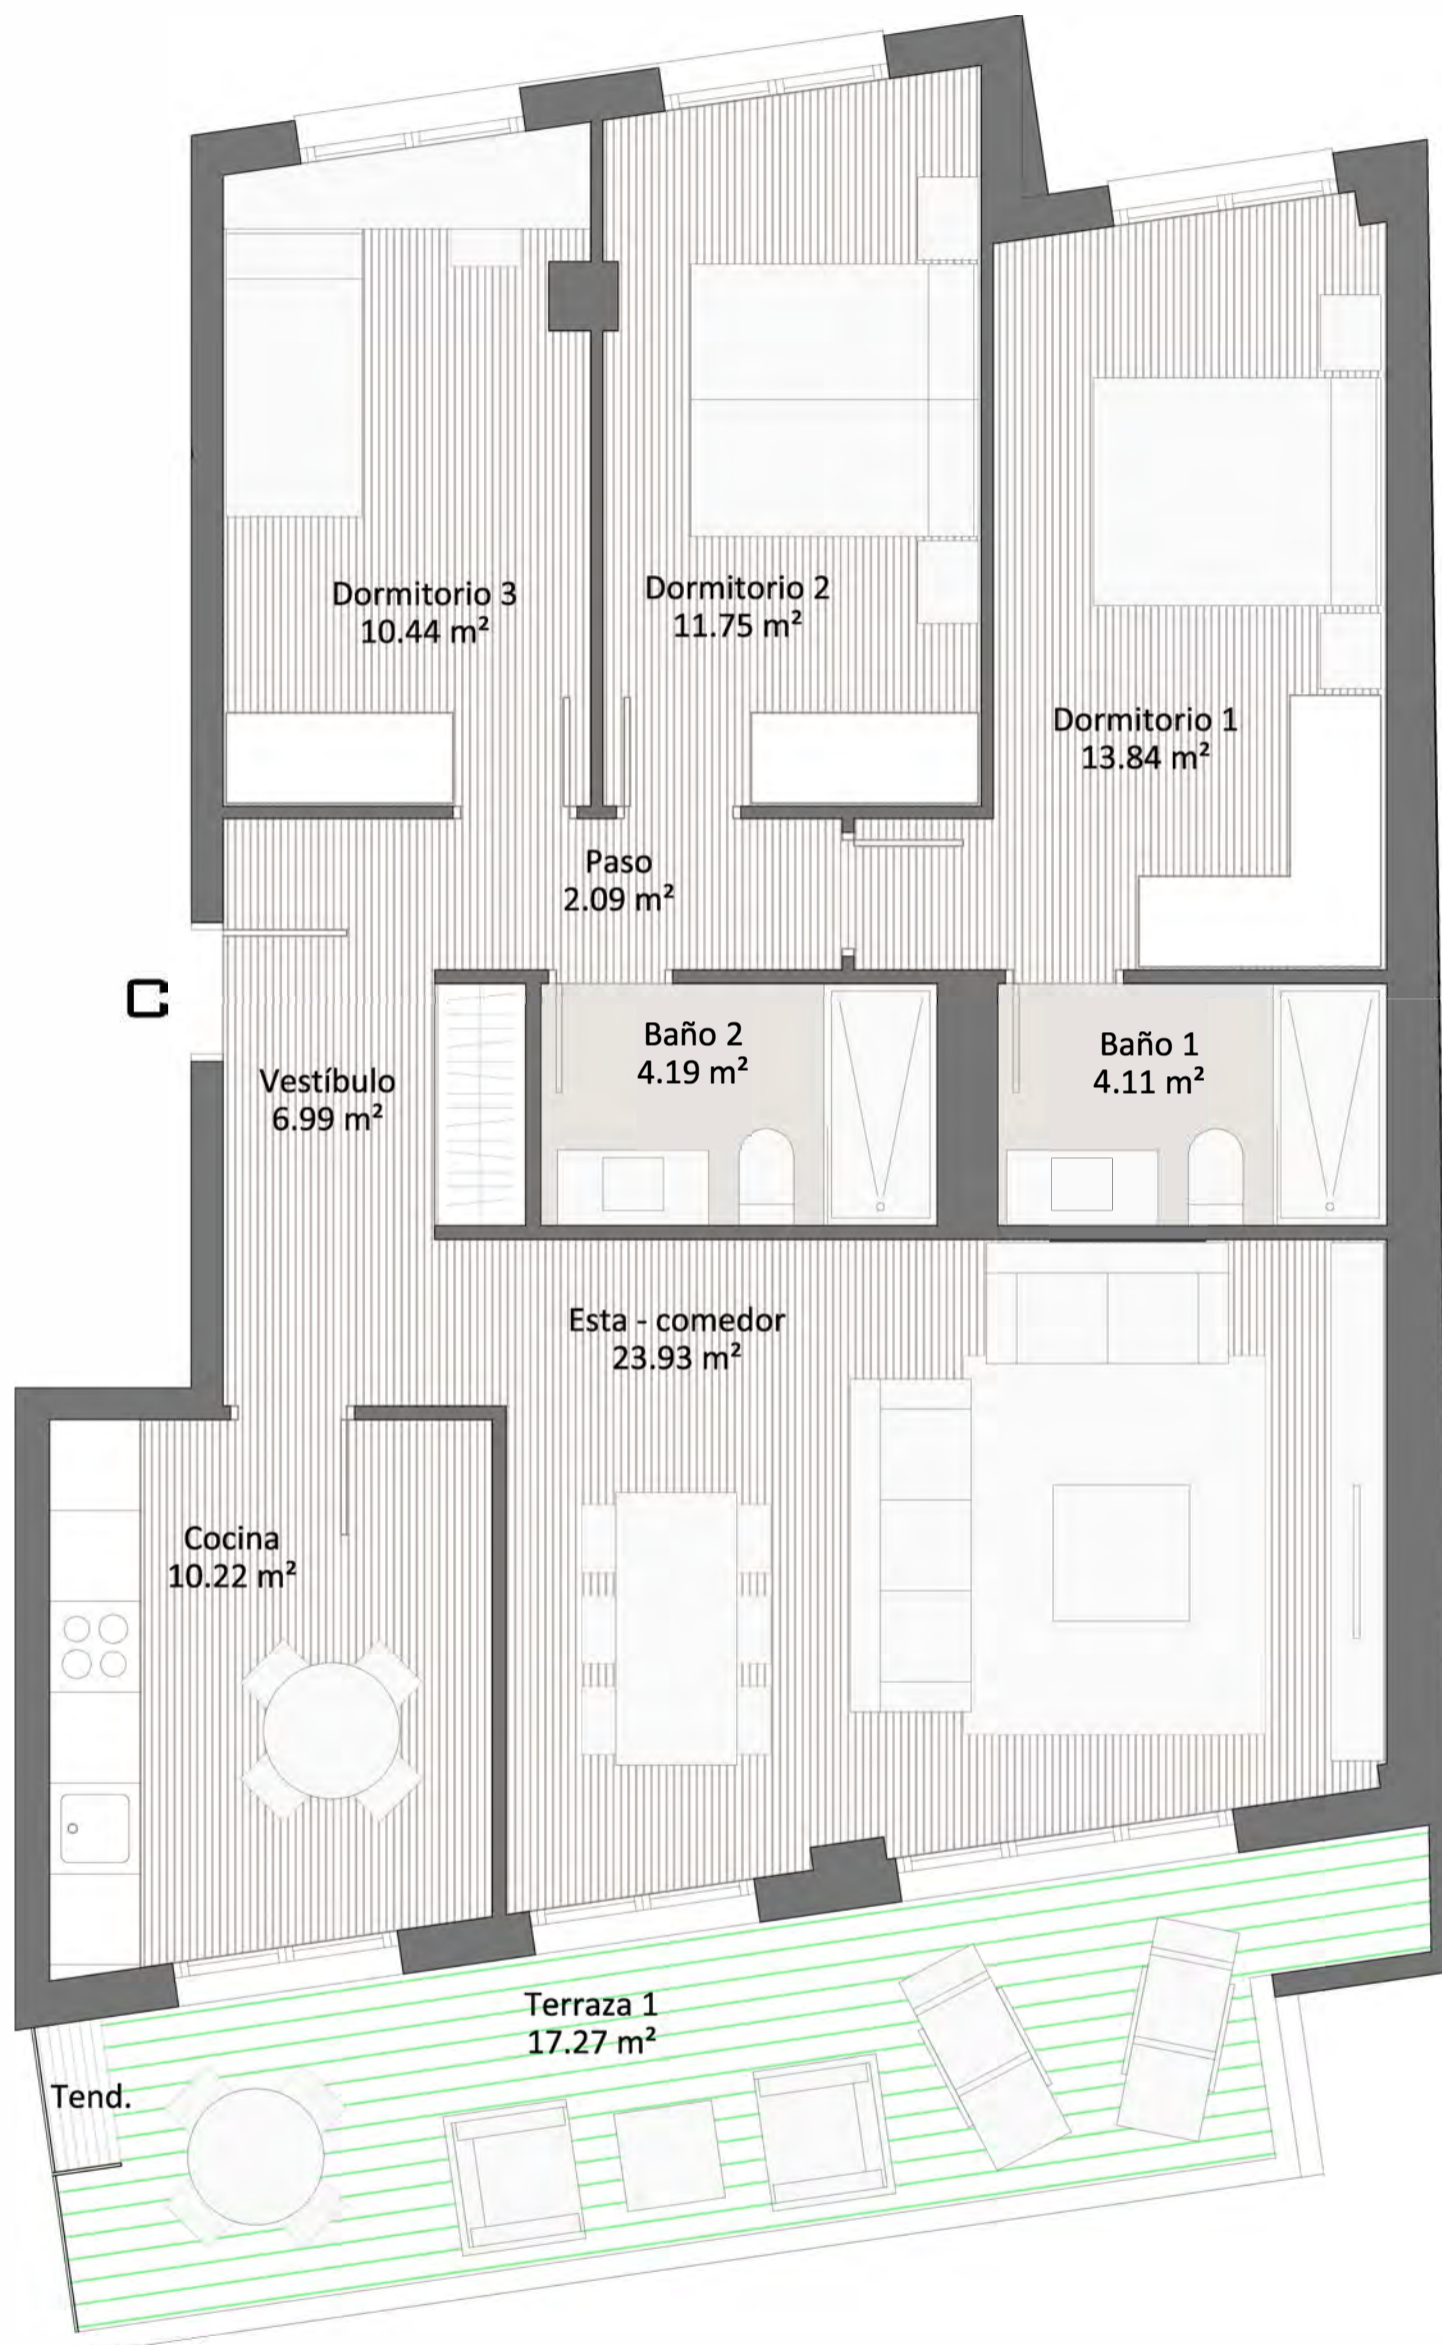 Dormitorio 3
10.44 m²
Dormitorio 2
11.75 m²
Dormitorio 1
13.84 m²
Paso
2.09 m²
C
Baño 2
4.19 m²
Baño 1
4.11 m²
Vestíbulo
6.99 m²
Esta - comedor
23.93 m²
Cocina
10.22 m²
Terraza 1
17.27 m²
Tend.